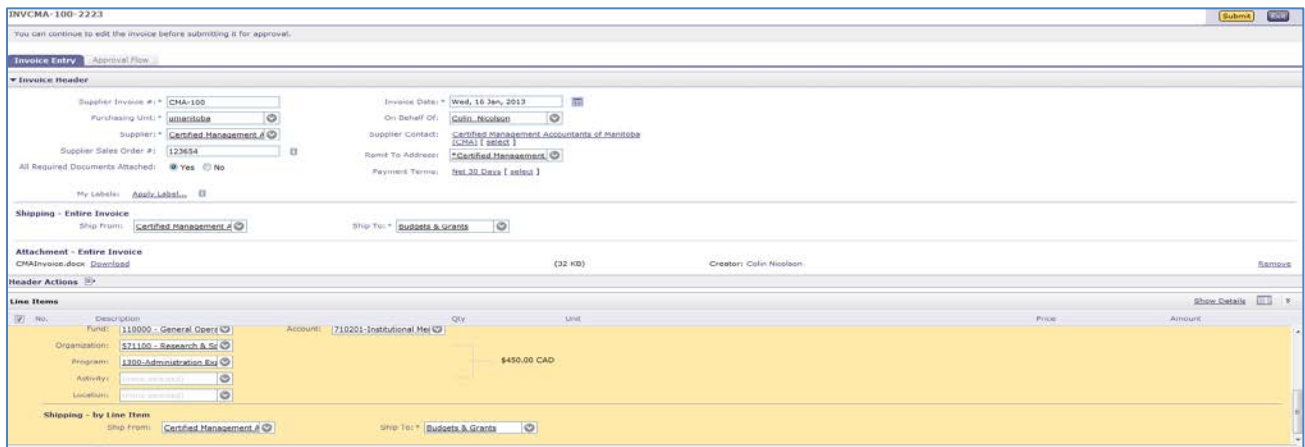 INVCMA-100-2223
Submit Exit
You can continue to edit the invoice before submitting it for approval.
Invoice Entry Approval Flow
Invoice Header
Supplier Invoice #: * CMA-100 Invoice Date: * Wed, 16 Jan, 2013
Purchasing Unit: * umanitoba On Behalf Of: Colin Nicolson
Supplier: * Certified Management A Supplier Contact: Certified Management Accountants of Manitoba
(CMA) [ select ]
Supplier Sales Order #: 123654 Remit To Address: *Certified Management
All Required Documents Attached: Yes No Payment Terms: Net 30 Days [ select ]
My Labels: Apply Label...
Shipping - Entire Invoice
Ship From: Certified Management A Ship To: * Budgets & Grants
Attachment - Entire Invoice
CMAInvoice.docx Download (32 KB) Creator: Colin Nicolson Remove
Header Actions
Line Items Show Details
No. Description Qty Unit Price Amount
Fund: 110000 - General Opera Account: 710201-Institutional Mei
Organization: 571100 - Research & Sp
Program: 1300-Administration Exp $450.00 CAD
Activity: (none selected)
Location: (none selected)
Shipping - by Line Item
Ship From: Certified Management A Ship To: * Budgets & Grants